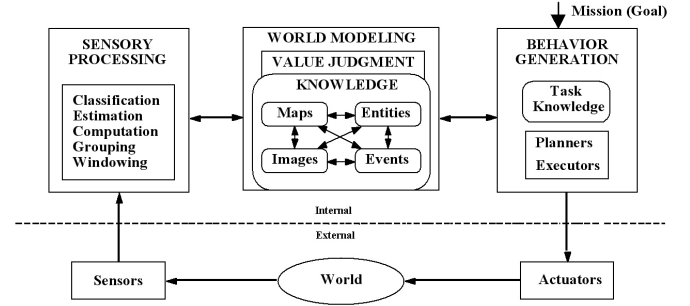 Mission (Goal)
SENSORY
PROCESSING
Classification
Estimation
Computation
Grouping
Windowing
WORLD MODELING
VALUE JUDGMENT
KNOWLEDGE
Maps
Entities
Images
Events
BEHAVIOR
GENERATION
Task
Knowledge
Planners
Executors
Internal
External
Sensors
World
Actuators